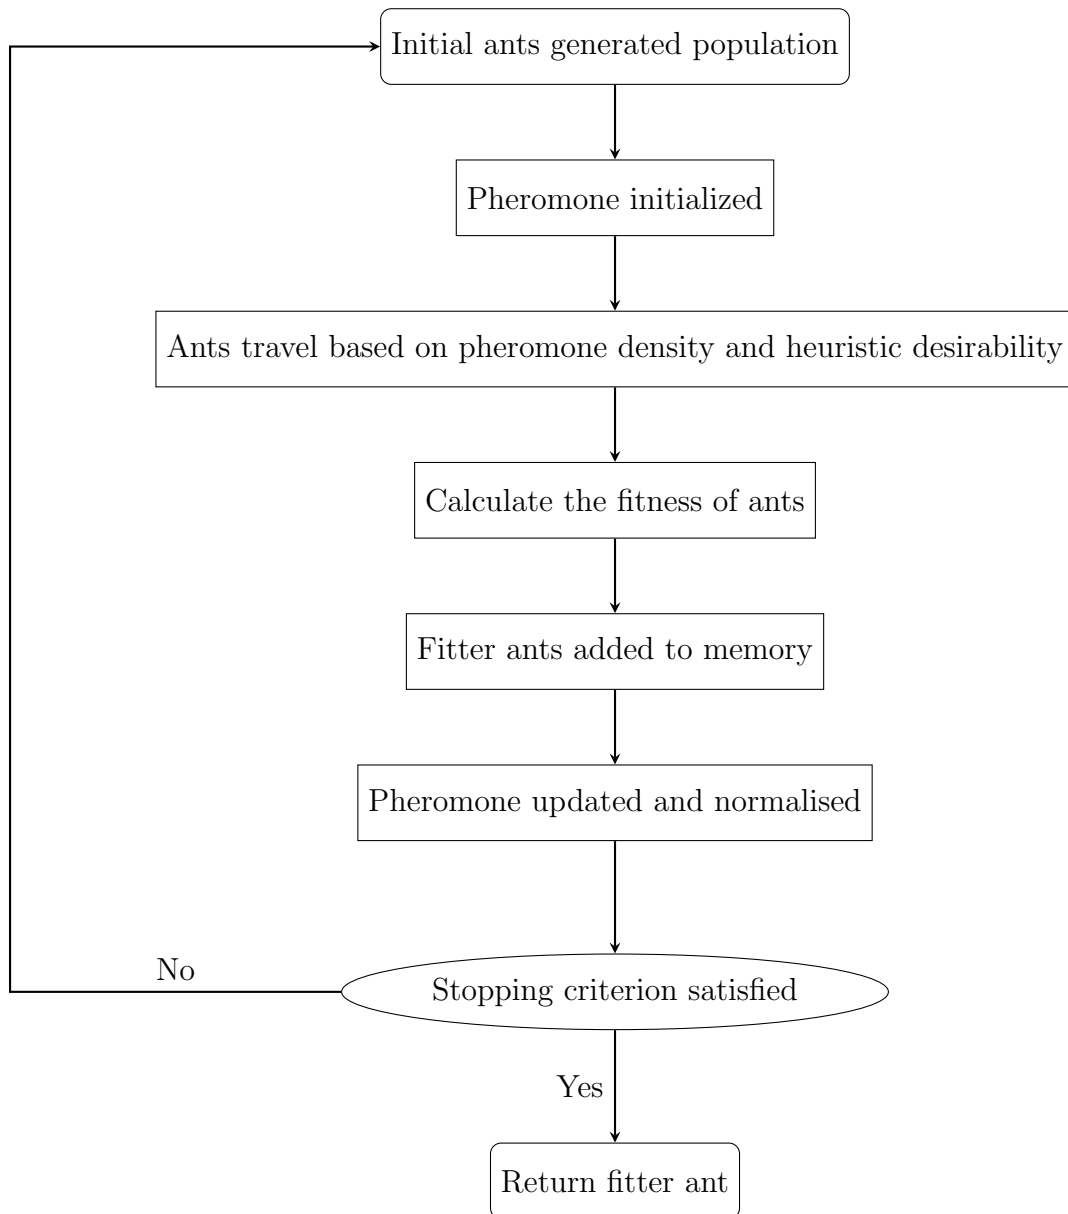 Initial ants generated population
Pheromone initialized
Ants travel based on pheromone density and heuristic desirability
Calculate the fitness of ants
Fitter ants added to memory
Pheromone updated and normalised
No
Stopping criterion satisfied
Yes
Return fitter ant